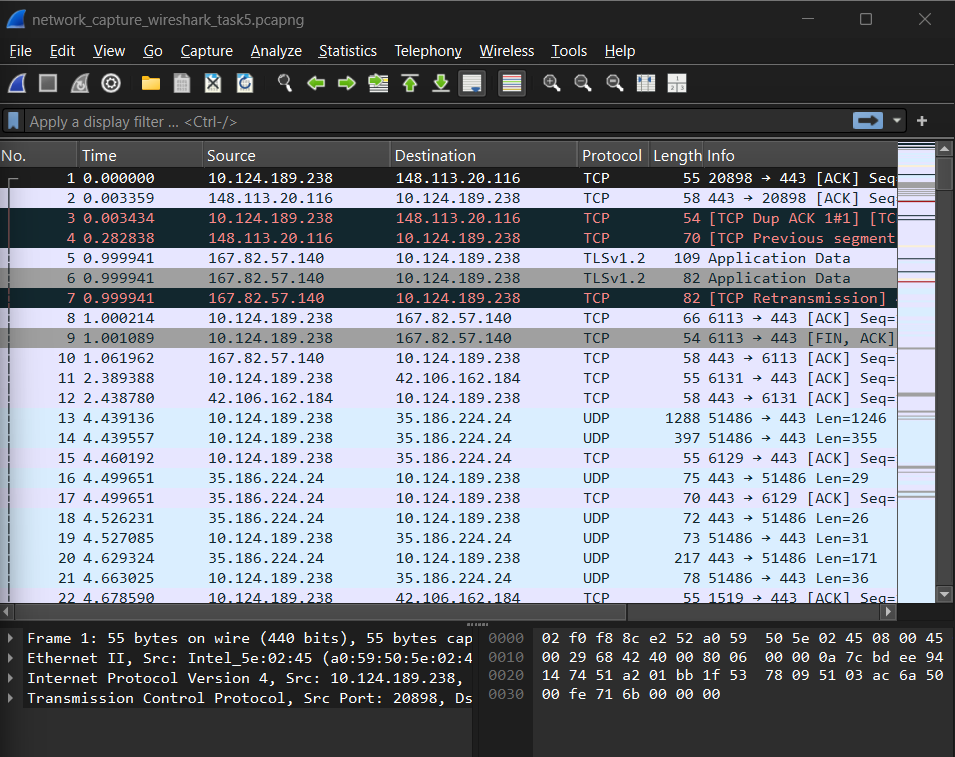 network_capture_wireshark_task5.pcapng
File Edit View Go Capture Analyze Statistics Telephony Wireless Tools Help
Apply a display filter ... <Ctrl-/>
No. Time Source Destination Protocol Length Info
1 0.000000 10.124.189.238 148.113.20.116 TCP 55 20898 → 443 [ACK] Seq
2 0.003359 148.113.20.116 10.124.189.238 TCP 58 443 → 20898 [ACK] Seq
3 0.003434 10.124.189.238 148.113.20.116 TCP 54 [TCP Dup ACK 1#1] [TC
4 0.282838 148.113.20.116 10.124.189.238 TCP 70 [TCP Previous segment
5 0.999941 167.82.57.140 10.124.189.238 TLSv1.2 109 Application Data
6 0.999941 167.82.57.140 10.124.189.238 TLSv1.2 82 Application Data
7 0.999941 167.82.57.140 10.124.189.238 TCP 82 [TCP Retransmission]
8 1.000214 10.124.189.238 167.82.57.140 TCP 66 6113 → 443 [ACK] Seq=
9 1.001089 10.124.189.238 167.82.57.140 TCP 54 6113 → 443 [FIN, ACK]
10 1.061962 167.82.57.140 10.124.189.238 TCP 58 443 → 6113 [ACK] Seq=
11 2.389388 10.124.189.238 42.106.162.184 TCP 55 6131 → 443 [ACK] Seq=
12 2.438780 42.106.162.184 10.124.189.238 TCP 58 443 → 6131 [ACK] Seq=
13 4.439136 10.124.189.238 35.186.224.24 UDP 1288 51486 → 443 Len=1246
14 4.439557 10.124.189.238 35.186.224.24 UDP 397 51486 → 443 Len=355
15 4.460192 10.124.189.238 35.186.224.24 TCP 55 6129 → 443 [ACK] Seq=
16 4.499651 35.186.224.24 10.124.189.238 UDP 75 443 → 51486 Len=29
17 4.499651 35.186.224.24 10.124.189.238 TCP 70 443 → 6129 [ACK] Seq=
18 4.526231 35.186.224.24 10.124.189.238 UDP 72 443 → 51486 Len=26
19 4.527085 10.124.189.238 35.186.224.24 UDP 73 51486 → 443 Len=31
20 4.629324 35.186.224.24 10.124.189.238 UDP 217 443 → 51486 Len=171
21 4.663025 10.124.189.238 35.186.224.24 UDP 78 51486 → 443 Len=36
22 4.678590 10.124.189.238 42.106.162.184 TCP 55 1519 → 443 [ACK] Seq=
Frame 1: 55 bytes on wire (440 bits), 55 bytes cap
Ethernet II, Src: Intel_5e:02:45 (a0:59:50:5e:02:4
Internet Protocol Version 4, Src: 10.124.189.238,
Transmission Control Protocol, Src Port: 20898, Ds
0000 02 f0 f8 8c e2 52 a0 59 50 5e 02 45 08 00 45
0010 00 29 68 42 40 00 80 06 00 00 0a 7c bd ee 94
0020 14 74 51 a2 01 bb 1f 53 78 09 51 03 ac 6a 50
0030 00 fe 71 6b 00 00 00